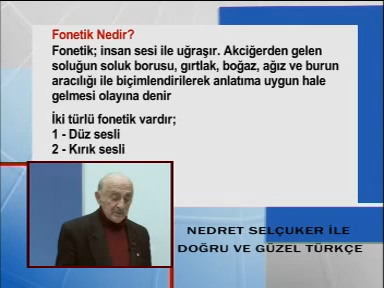 Fonetik Nedir?
Fonetik; insan sesi ile uğraşır. Akciğerden gelen
soluğun soluk borusu, gırtlak, boğaz, ağız ve burun
aracılığı ile biçimlendirilerek anlatıma uygun hale
gelmesi olayına denir
İki türlü fonetik vardır;
1 - Düz sesli
2 - Kırık sesli
NEDRET SELÇUKER İLE
DOĞRU VE GÜZEL TÜRKÇE